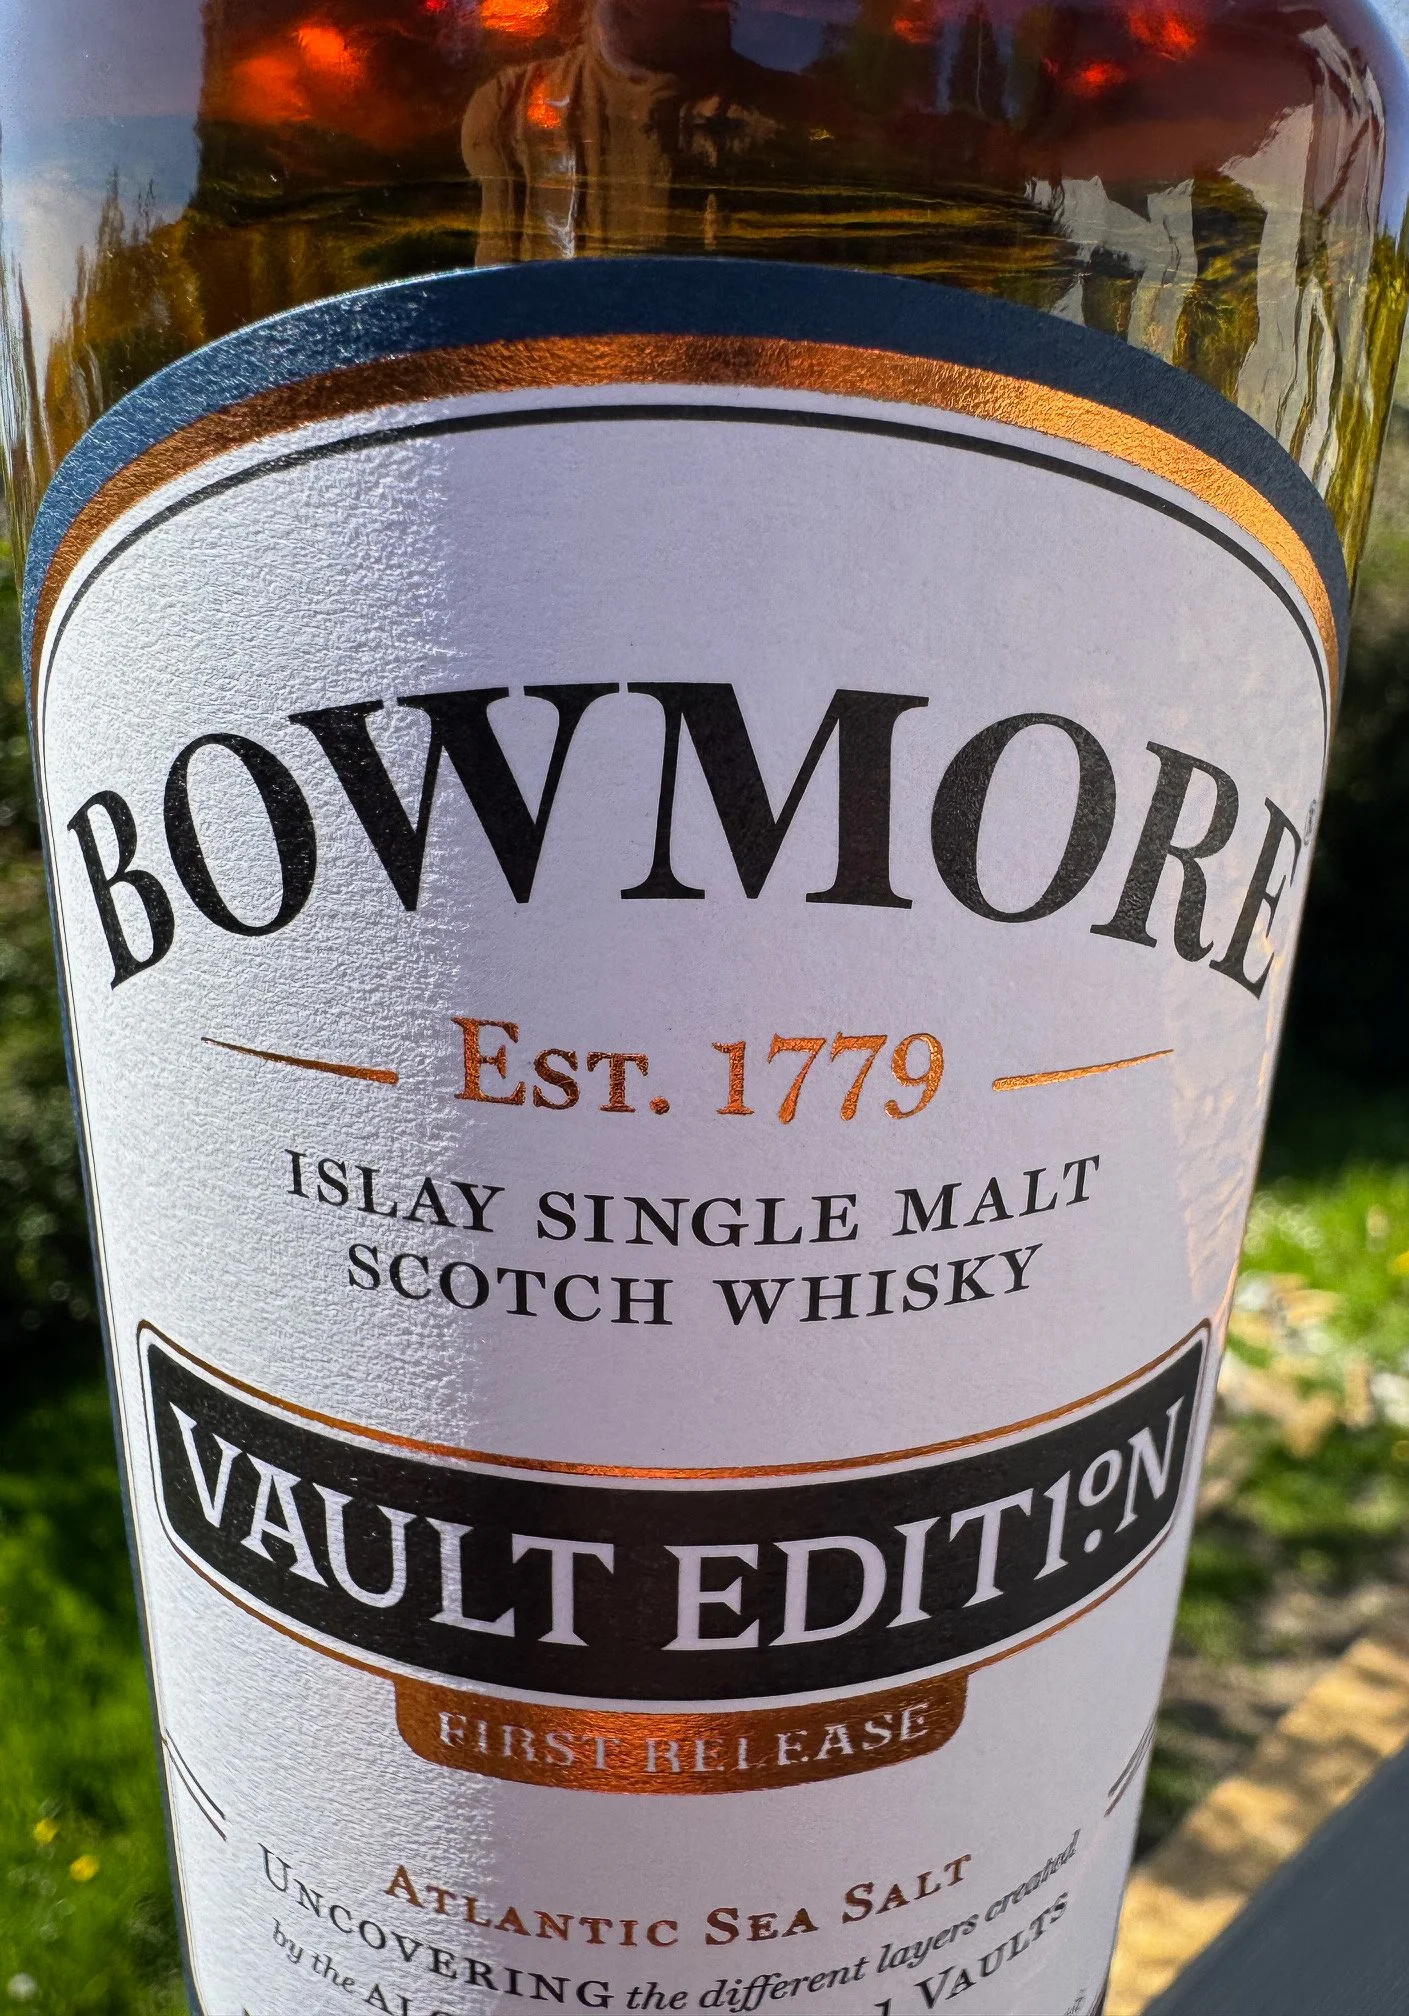 BOWMORE®
EST. 1779
ISLAY SINGLE MALT
SCOTCH WHISKY
VAULT EDIT1ºN
FIRST RELEASE
ATLANTIC SEA SALT
UNCOVERING the different layers created
by the VAULTS